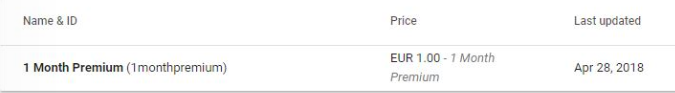 Name & ID Price Last updated
1 Month Premium (1monthpremium) EUR 1.00 - 1 Month Apr 28, 2018
Premium